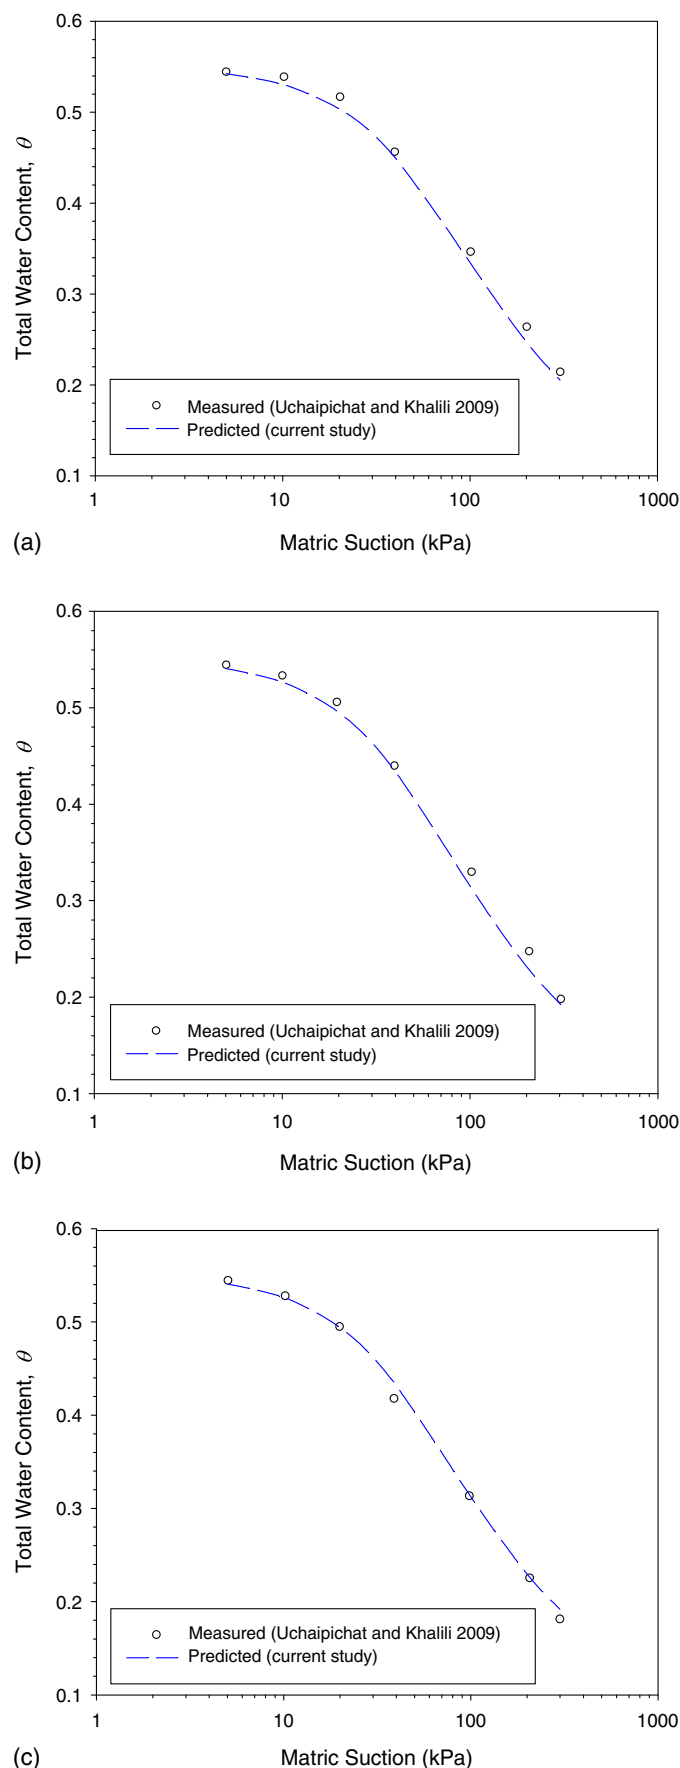 0.6
0.5
0.4
0.3
0.2
0.1
Total Water Content, θ
Measured (Uchaipichat and Khalili 2009)
Predicted (current study)
1 10 100 1000
(a) Matric Suction (kPa)
0.6
0.5
0.4
0.3
0.2
0.1
Total Water Content, θ
Measured (Uchaipichat and Khalili 2009)
Predicted (current study)
1 10 100 1000
(b) Matric Suction (kPa)
0.6
0.5
0.4
0.3
0.2
0.1
Total Water Content, θ
Measured (Uchaipichat and Khalili 2009)
Predicted (current study)
1 10 100 1000
(c) Matric Suction (kPa)